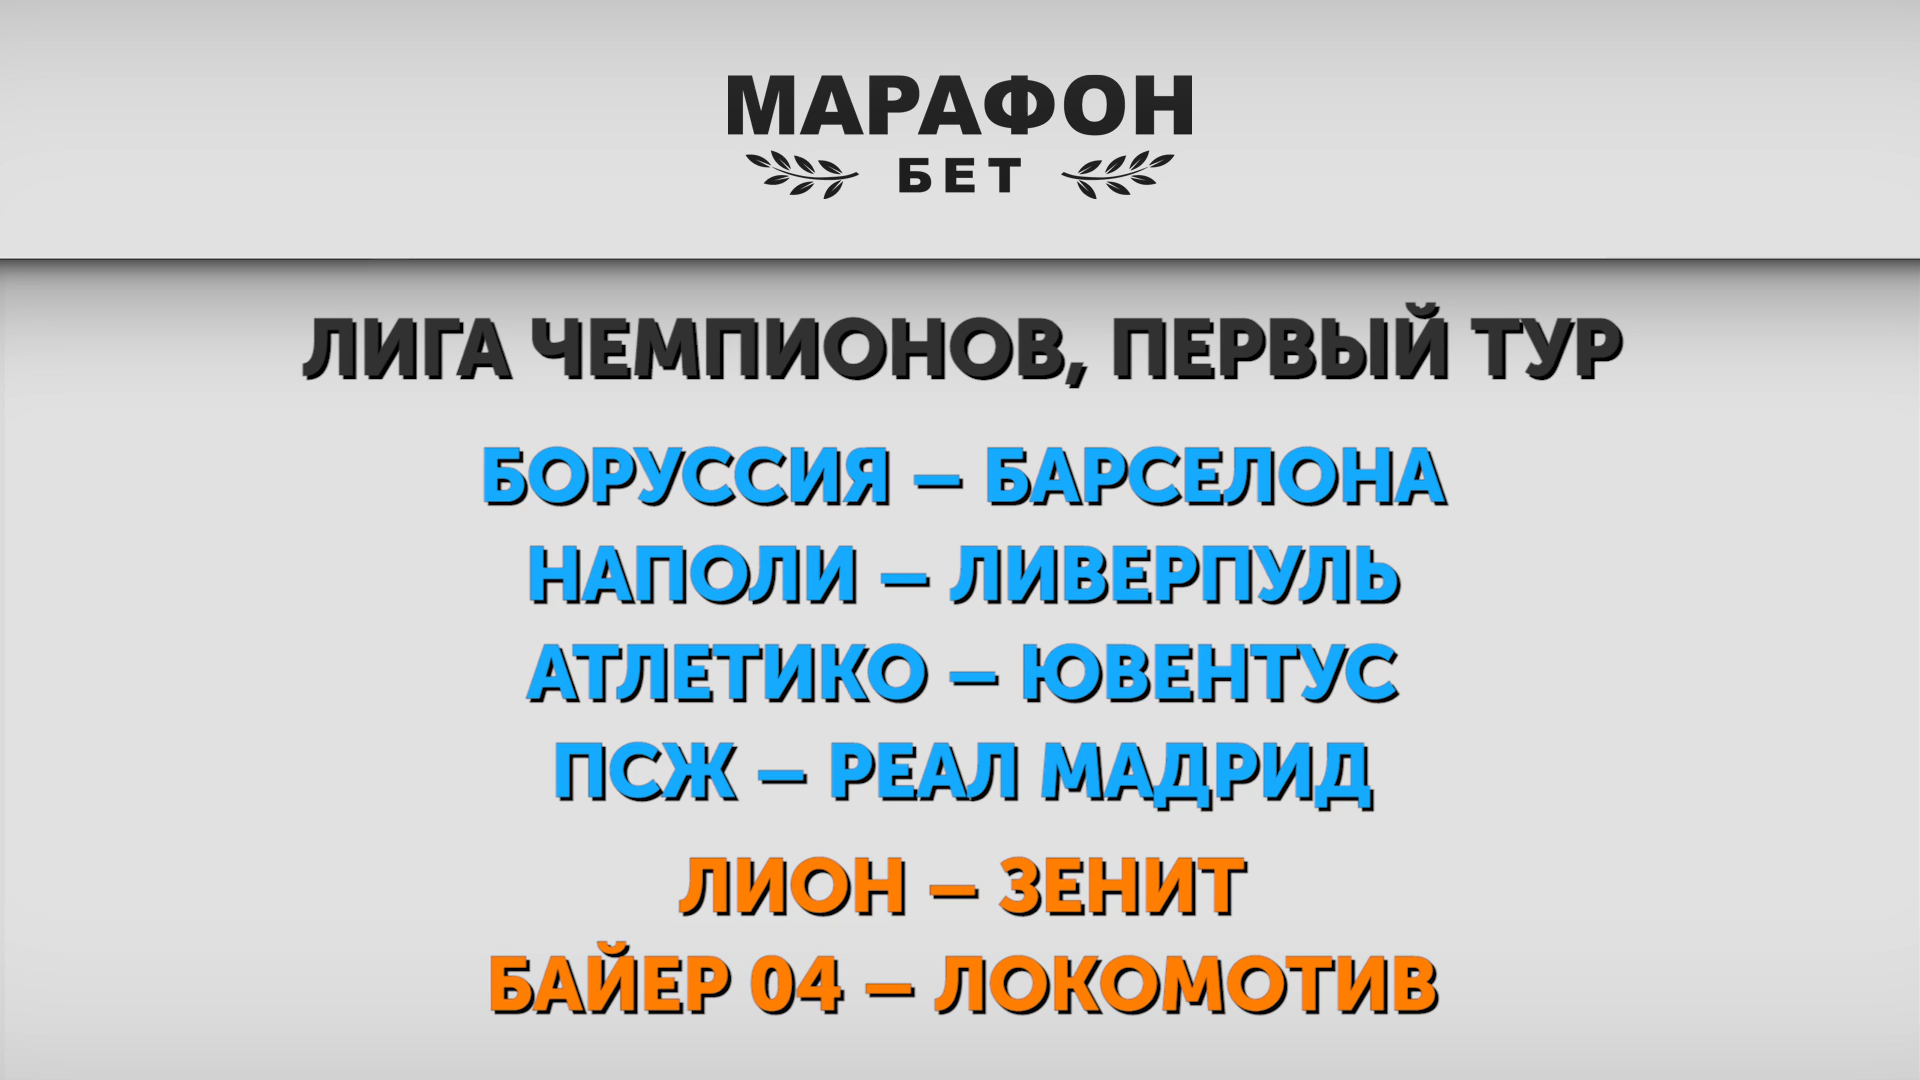 МАРАФОН
БЕТ
ЛИГА ЧЕМПИОНОВ, ПЕРВЫЙ ТУР
БОРУССИЯ – БАРСЕЛОНА
НАПОЛИ – ЛИВЕРПУЛЬ
АТЛЕТИКО – ЮВЕНТУС
ПСЖ – РЕАЛ МАДРИД
ЛИОН – ЗЕНИТ
БАЙЕР 04 – ЛОКОМОТИВ